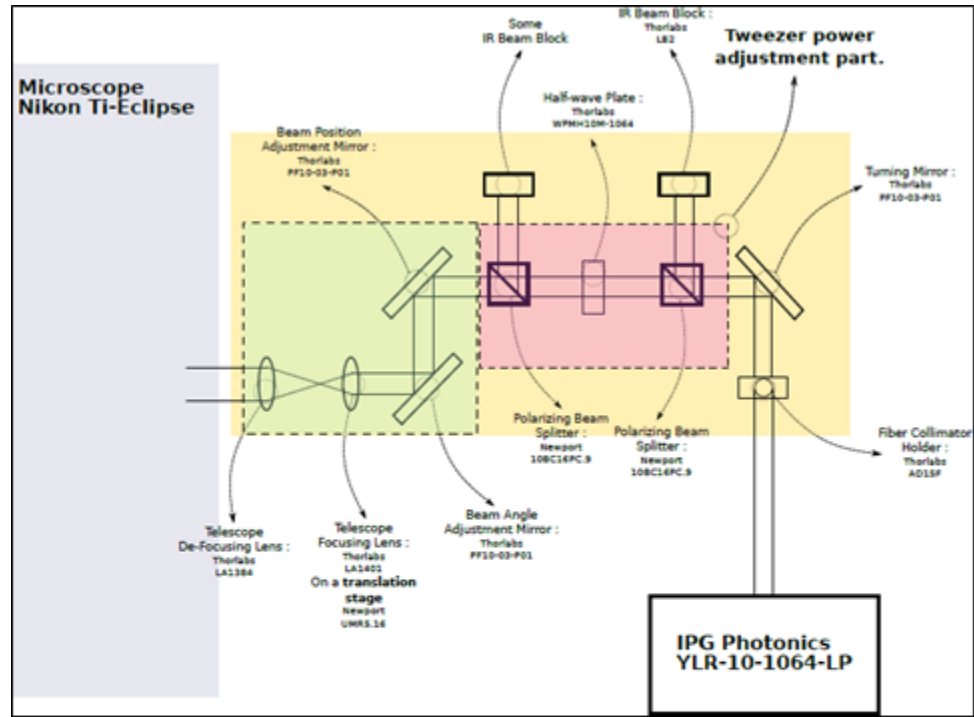 Microscope
Nikon Ti-Eclipse
Some
IR Beam Block
IR Beam Block :
Thorlabs
LB2
Tweezer power
adjustment part.
Half-wave Plate :
Thorlabs
WPMH10M-1064
Beam Position
Adjustment Mirror :
Thorlabs
PF10-03-P01
Turning Mirror :
Thorlabs
PF10-03-P01
Polarizing Beam
Splitter :
Newport
10BC16PC.9
Polarizing Beam
Splitter :
Newport
10BC16PC.9
Fiber Collimator
Holder :
Thorlabs
AD15F
Telescope
De-Focusing Lens :
Thorlabs
LA1384
Telescope
Focusing Lens :
Thorlabs
LA1401
On a translation
stage
Newport
UMR5.16
Beam Angle
Adjustment Mirror :
Thorlabs
PF10-03-P01
IPG Photonics
YLR-10-1064-LP